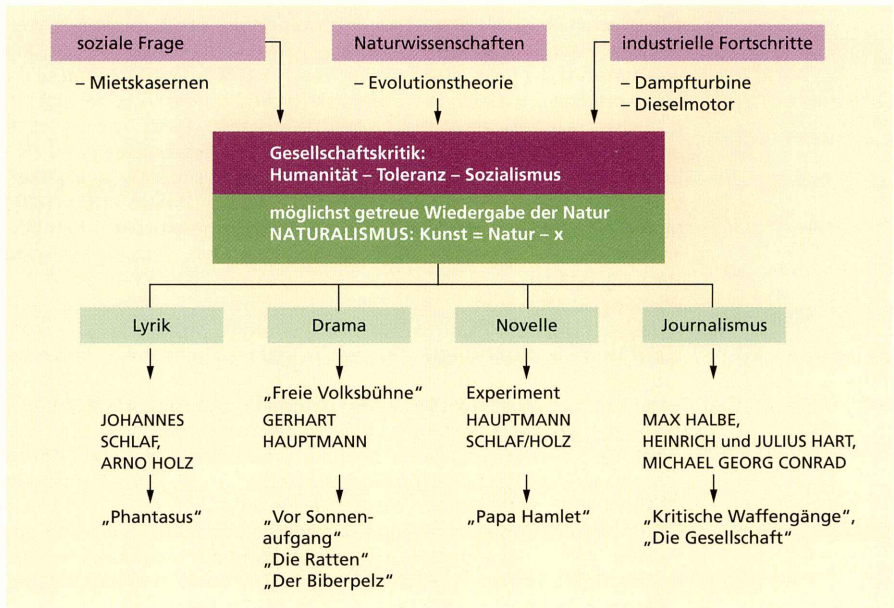 soziale Frage
– Mietskasernen
Naturwissenschaften
– Evolutionstheorie
industrielle Fortschritte
– Dampfturbine
– Dieselmotor
Gesellschaftskritik:
Humanität – Toleranz – Sozialismus
möglichst getreue Wiedergabe der Natur
NATURALISMUS: Kunst = Natur – x
Lyrik
JOHANNES
SCHLAF,
ARNO HOLZ
„Phantasus“
Drama
„Freie Volksbühne“
GERHART
HAUPTMANN
„Vor Sonnen-
aufgang“
„Die Ratten“
„Der Biberpelz“
Novelle
Experiment
HAUPTMANN
SCHLAF/HOLZ
„Papa Hamlet“
Journalismus
MAX HALBE,
HEINRICH und JULIUS HART,
MICHAEL GEORG CONRAD
„Kritische Waffengänge“,
„Die Gesellschaft“